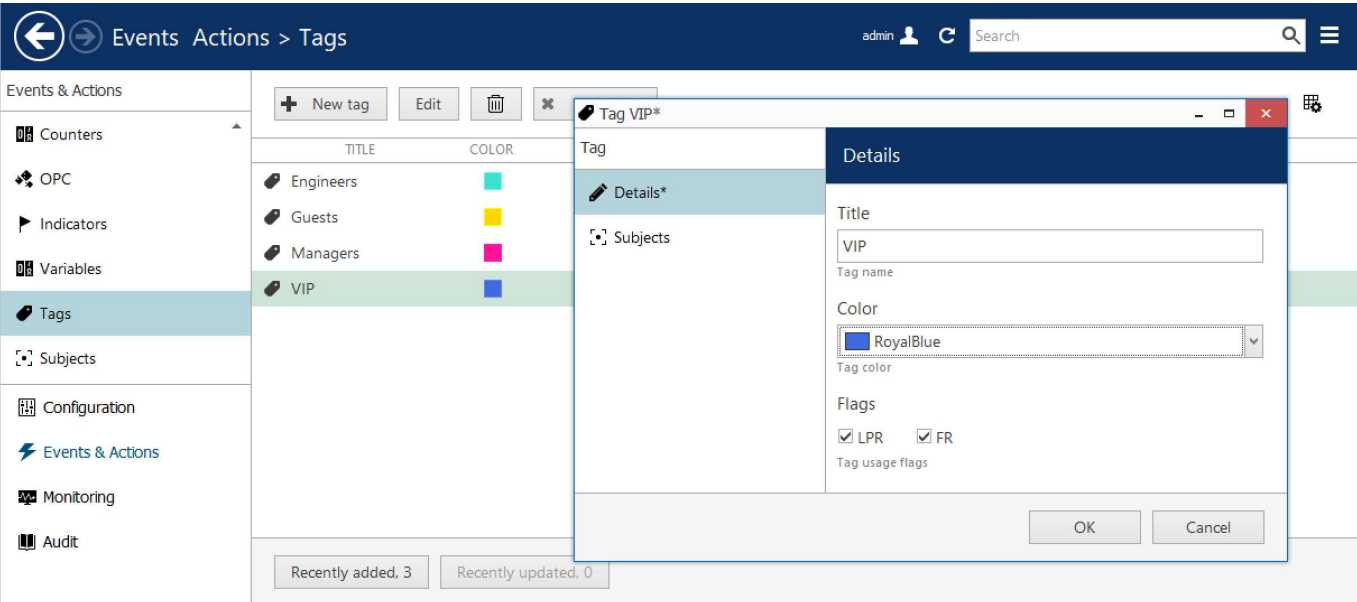 Events Actions > Tags
admin
Search
Events & Actions
Counters
OPC
Indicators
Variables
Tags
Subjects
Configuration
Events & Actions
Monitoring
Audit
New tag
Edit
TITLE
COLOR
Engineers
Guests
Managers
VIP
Recently added, 3
Recently updated, 0
Tag VIP*
Tag
Details*
Subjects
Details
Title
VIP
Tag name
Color
RoyalBlue
Tag color
Flags
LPR
FR
Tag usage flags
OK
Cancel